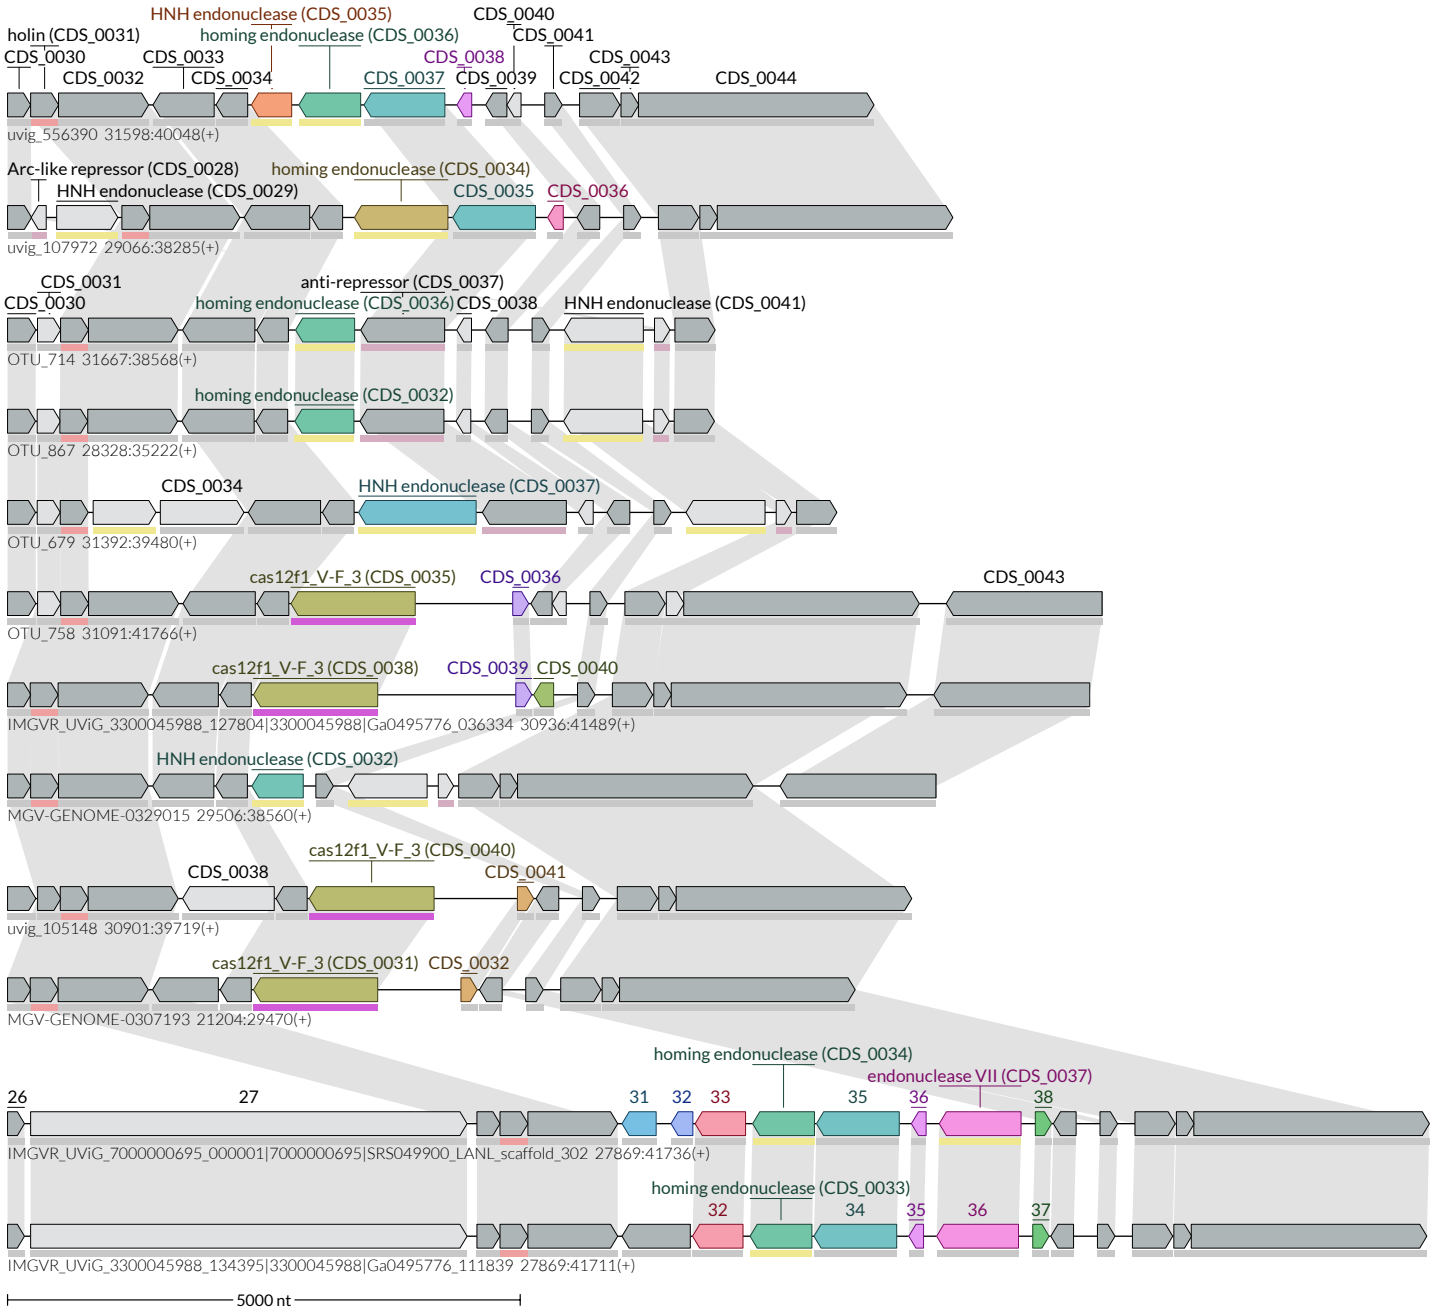 HNH endonuclease (CDS_0035) CDS_0040
holin (CDS_0031) homing endonuclease (CDS_0036) CDS_0041
CDS_0030 CDS_0033 CDS_0038 CDS_0043
CDS_0032 CDS_0034 CDS_0037 CDS_0039 CDS_0042 CDS_0044
uvig_556390 31598:40048(+)
Arc-like repressor (CDS_0028) homing endonuclease (CDS_0034)
HNH endonuclease (CDS_0029) CDS_0035 CDS_0036
uvig_107972 29066:38285(+)
CDS_0031 anti-repressor (CDS_0037)
CDS_0030 homing endonuclease (CDS_0036) CDS_0038 HNH endonuclease (CDS_0041)
OTU_714 31667:38568(+)
homing endonuclease (CDS_0032)
OTU_867 28328:35222(+)
CDS_0034 HNH endonuclease (CDS_0037)
OTU_679 31392:39480(+)
cas12f1_V-F_3 (CDS_0035) CDS_0036 CDS_0043
OTU_758 31091:41766(+)
cas12f1_V-F_3 (CDS_0038) CDS_0039 CDS_0040
IMGVR_UViG_3300045988_127804|3300045988|Ga0495776_036334 30936:41489(+)
HNH endonuclease (CDS_0032)
MGV-GENOME-0329015 29506:38560(+)
cas12f1_V-F_3 (CDS_0040)
CDS_0038 CDS_0041
uvig_105148 30901:39719(+)
cas12f1_V-F_3 (CDS_0031) CDS_0032
MGV-GENOME-0307193 21204:29470(+)
homing endonuclease (CDS_0034)
endonuclease VII (CDS_0037)
26 27 31 32 33 35 36 38
IMGVR_UViG_7000000695_000001|7000000695|SRS049900_LANL_scaffold_302 27869:41736(+)
homing endonuclease (CDS_0033)
32 34 35 36 37
IMGVR_UViG_3300045988_134395|3300045988|Ga0495776_111839 27869:41711(+)
5000 nt